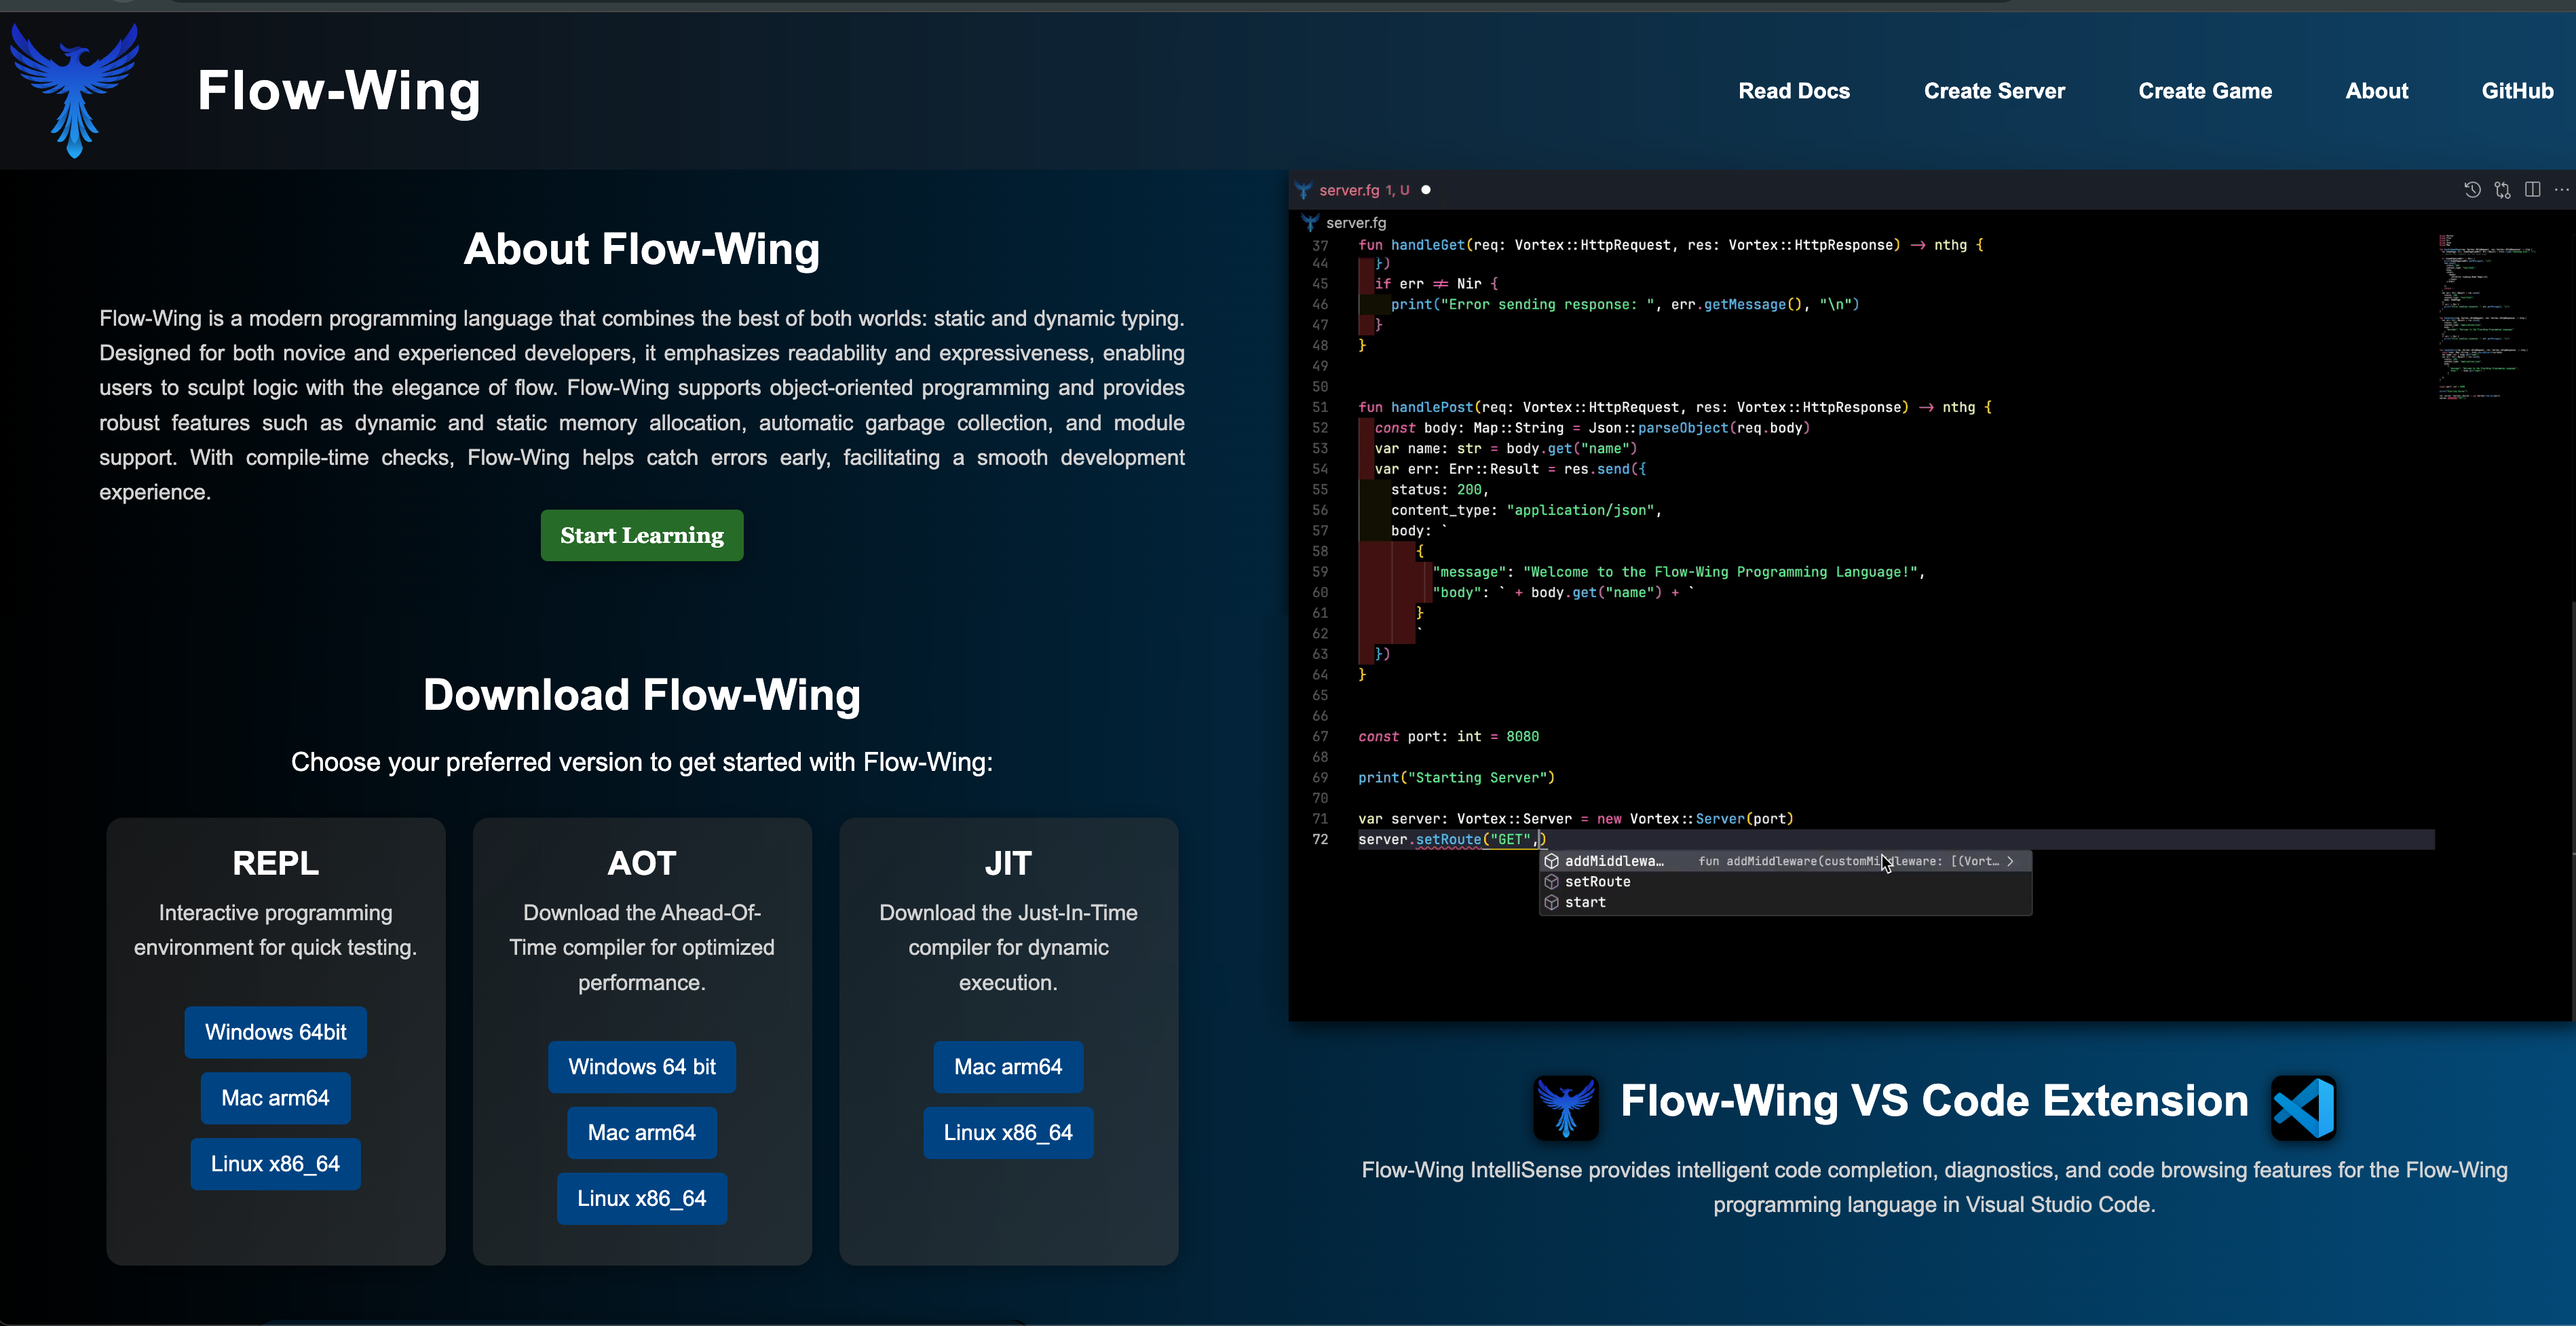 Flow-Wing
Read Docs
Create Server
Create Game
About
GitHub
About Flow-Wing
Flow-Wing is a modern programming language that combines the best of both worlds: static and dynamic typing.
Designed for both novice and experienced developers, it emphasizes readability and expressiveness, enabling
users to sculpt logic with the elegance of flow. Flow-Wing supports object-oriented programming and provides
robust features such as dynamic and static memory allocation, automatic garbage collection, and module
support. With compile-time checks, Flow-Wing helps catch errors early, facilitating a smooth development
experience.
Start Learning
Download Flow-Wing
Choose your preferred version to get started with Flow-Wing:
REPL
Interactive programming
environment for quick testing.
Windows 64bit
Mac arm64
Linux x86_64
AOT
Download the Ahead-Of-
Time compiler for optimized
performance.
Windows 64 bit
Mac arm64
Linux x86_64
JIT
Download the Just-In-Time
compiler for dynamic
execution.
Mac arm64
Linux x86_64
server.fg 1, U
server.fg
37 fun handleGet(req: Vortex::HttpRequest, res: Vortex::HttpResponse) → nthg {
44 })
45 if err ≠ Nir {
46 print("Error sending response: ", err.getMessage(), "\n")
47 }
48 }
49
50
51 fun handlePost(req: Vortex::HttpRequest, res: Vortex::HttpResponse) → nthg {
52 const body: Map::String = Json::parseObject(req.body)
53 var name: str = body.get("name")
54 var err: Err::Result = res.send({
55 status: 200,
56 content_type: "application/json",
57 body: `
58 {
59 "message": "Welcome to the Flow-Wing Programming Language!",
60 "body": ` + body.get("name") + `
61 }
62 `
63 })
64 }
65
66
67 const port: int = 8080
68
69 print("Starting Server")
70
71 var server: Vortex::Server = new Vortex::Server(port)
72 server.setRoute("GET",)
addMiddlewa… fun addMiddleware(customMiddleware: [(Vort…
setRoute
start
Flow-Wing VS Code Extension
Flow-Wing IntelliSense provides intelligent code completion, diagnostics, and code browsing features for the Flow-Wing
programming language in Visual Studio Code.